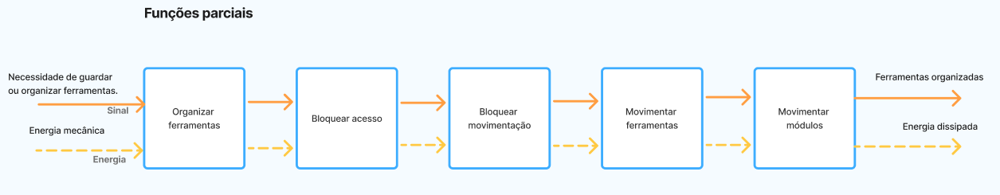 Funções parciais
Necessidade de guardar
ou organizar ferramentas.
Sinal
Energia mecânica
Energia
Organizar
ferramentas
Bloquear acesso
Bloquear
movimentação
Movimentar
ferramentas
Movimentar
módulos
Ferramentas organizadas
Energia dissipada